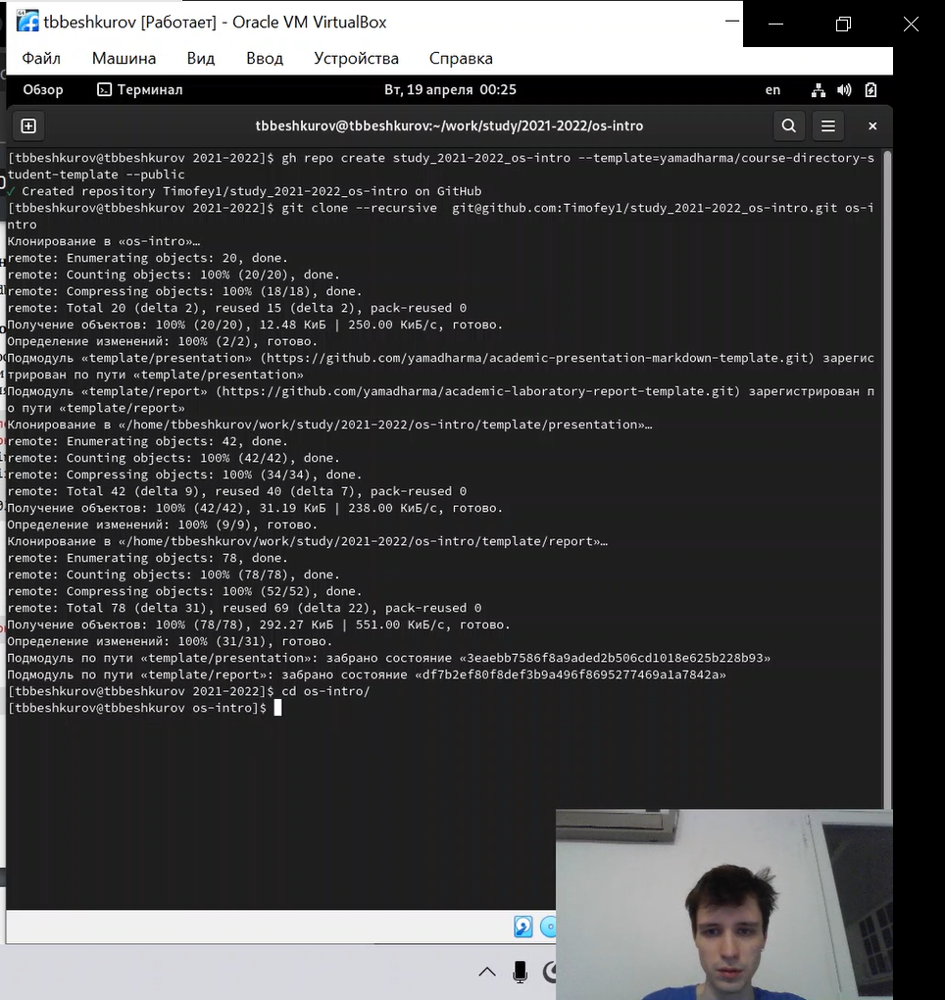 tbbeshkurov [Работает] - Oracle VM VirtualBox
Файл Машина Вид Ввод Устройства Справка
Обзор Терминал Вт, 19 апреля 00:25 en
tbbeshkurov@tbbeshkurov:~/work/study/2021-2022/os-intro
[tbbeshkurov@tbbeshkurov 2021-2022]$ gh repo create study_2021-2022_os-intro --template=yamadharma/course-directory-s
tudent-template --public
✓ Created repository Timofey1/study_2021-2022_os-intro on GitHub
[tbbeshkurov@tbbeshkurov 2021-2022]$ git clone --recursive  git@github.com:Timofey1/study_2021-2022_os-intro.git os-i
ntro
Клонирование в «os-intro»…
remote: Enumerating objects: 20, done.
remote: Counting objects: 100% (20/20), done.
remote: Compressing objects: 100% (18/18), done.
remote: Total 20 (delta 2), reused 15 (delta 2), pack-reused 0
Получение объектов: 100% (20/20), 12.48 КиБ | 250.00 КиБ/с, готово.
Определение изменений: 100% (2/2), готово.
Подмодуль «template/presentation» (https://github.com/yamadharma/academic-presentation-markdown-template.git) зарегис
трирован по пути «template/presentation»
Подмодуль «template/report» (https://github.com/yamadharma/academic-laboratory-report-template.git) зарегистрирован п
о пути «template/report»
Клонирование в «/home/tbbeshkurov/work/study/2021-2022/os-intro/template/presentation»…
remote: Enumerating objects: 42, done.
remote: Counting objects: 100% (42/42), done.
remote: Compressing objects: 100% (34/34), done.
remote: Total 42 (delta 9), reused 40 (delta 7), pack-reused 0
Получение объектов: 100% (42/42), 31.19 КиБ | 238.00 КиБ/с, готово.
Определение изменений: 100% (9/9), готово.
Клонирование в «/home/tbbeshkurov/work/study/2021-2022/os-intro/template/report»…
remote: Enumerating objects: 78, done.
remote: Counting objects: 100% (78/78), done.
remote: Compressing objects: 100% (52/52), done.
remote: Total 78 (delta 31), reused 69 (delta 22), pack-reused 0
Получение объектов: 100% (78/78), 292.27 КиБ | 551.00 КиБ/с, готово.
Определение изменений: 100% (31/31), готово.
Подмодуль по пути «template/presentation»: забрано состояние «3eaebb7586f8a9aded2b506cd1018e625b228b93»
Подмодуль по пути «template/report»: забрано состояние «df7b2ef80f8def3b9a496f8695277469a1a7842a»
[tbbeshkurov@tbbeshkurov 2021-2022]$ cd os-intro/
[tbbeshkurov@tbbeshkurov os-intro]$